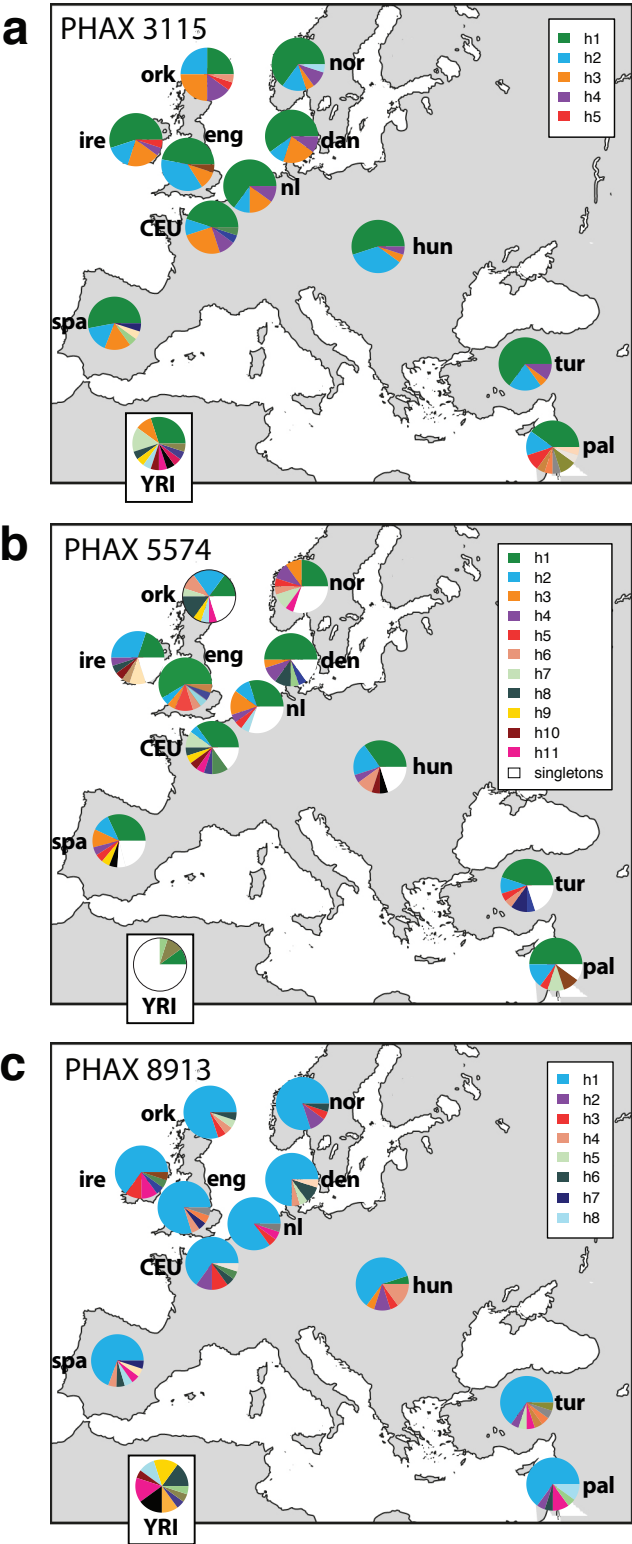 a
PHAX 3115
h1
h2
h3
h4
h5
ork
nor
ire
eng
dan
nl
CEU
hun
spa
tur
pal
YRI
b
PHAX 5574
h1
h2
h3
h4
h5
h6
h7
h8
h9
h10
h11
singletons
ork
nor
ire
eng
den
nl
CEU
hun
spa
tur
pal
YRI
c
PHAX 8913
h1
h2
h3
h4
h5
h6
h7
h8
ork
nor
ire
eng
den
nl
CEU
hun
spa
tur
pal
YRI